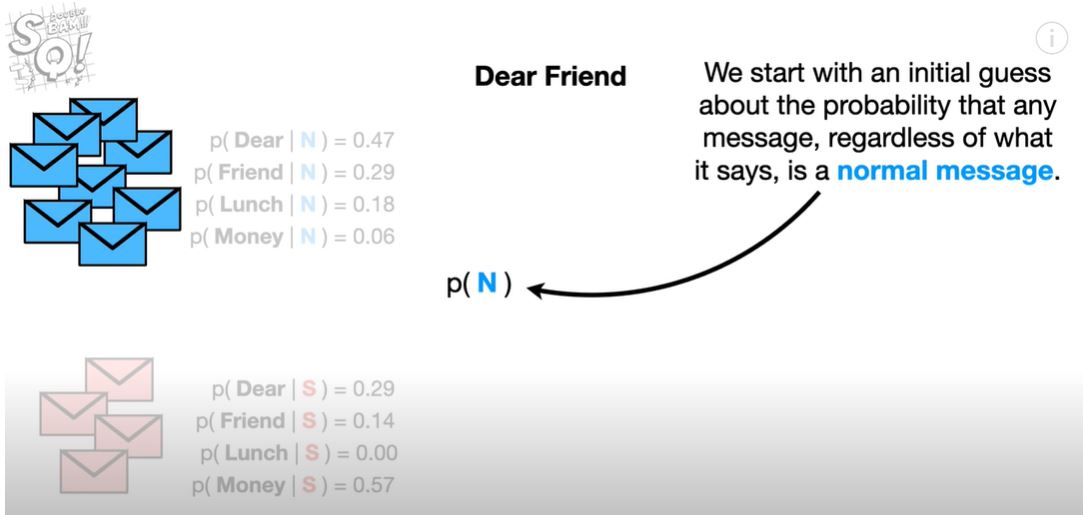 DOUBLE
BAM!!!
SQ!
Dear Friend
We start with an initial guess
about the probability that any
message, regardless of what
it says, is a normal message.
p( Dear | N ) = 0.47
p( Friend | N ) = 0.29
p( Lunch | N ) = 0.18
p( Money | N ) = 0.06
p( N )
p( Dear | S ) = 0.29
p( Friend | S ) = 0.14
p( Lunch | S ) = 0.00
p( Money | S ) = 0.57
i